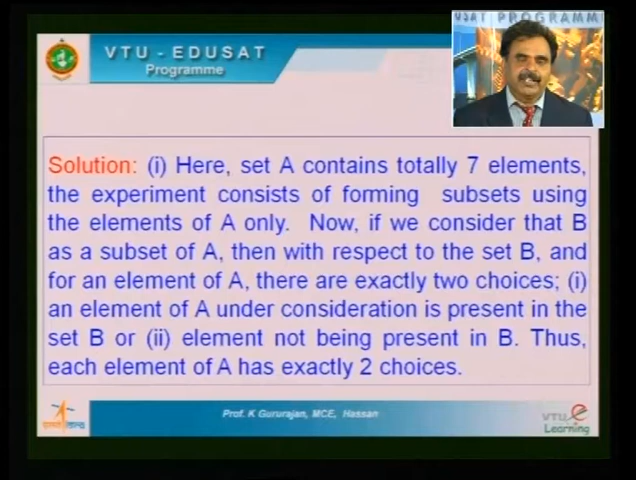 USAT PROGRAMM
VTU - EDUSAT
Programme
Solution: (i) Here, set A contains totally 7 elements,
the experiment consists of forming subsets using
the elements of A only. Now, if we consider that B
as a subset of A, then with respect to the set B, and
for an element of A, there are exactly two choices; (i)
an element of A under consideration is present in the
set B or (ii) element not being present in B. Thus,
each element of A has exactly 2 choices.
Prof. K Gururajan, MCE, Hassan
VTU e
Learning